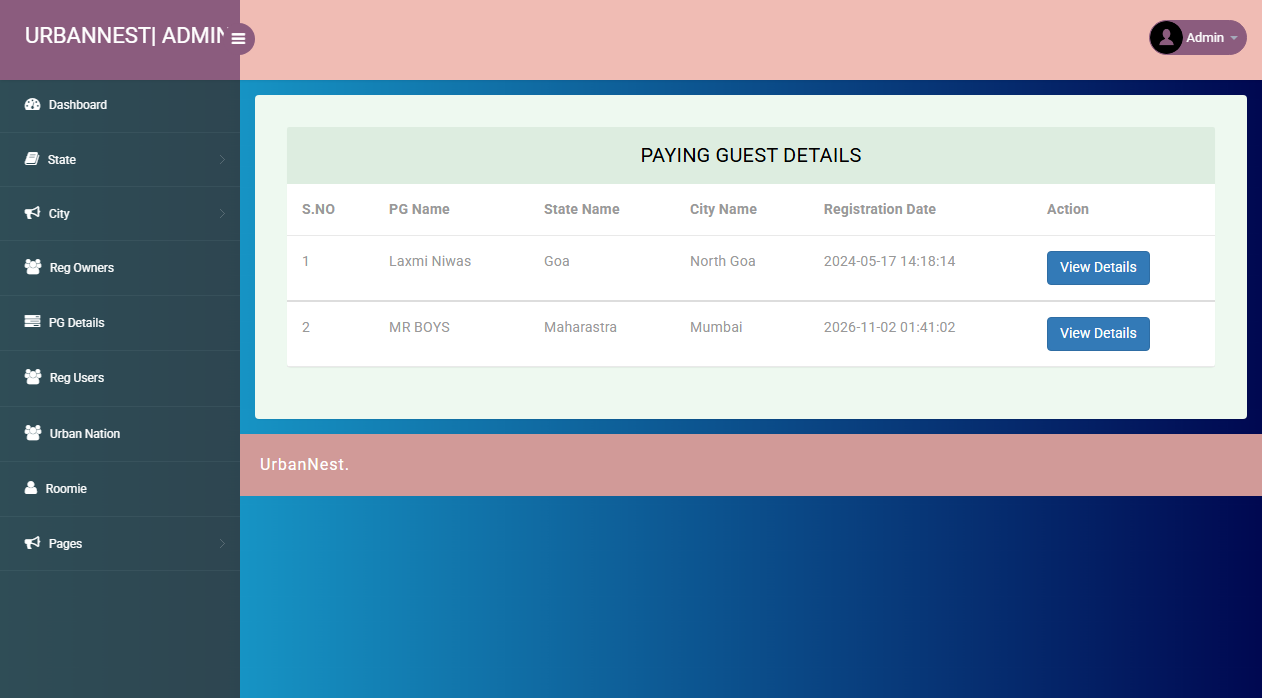 URBANNEST| ADMIN
Admin
Dashboard
State
City
Reg Owners
PG Details
Reg Users
Urban Nation
Roomie
Pages
PAYING GUEST DETAILS
S.NO PG Name State Name City Name Registration Date Action
1 Laxmi Niwas Goa North Goa 2024-05-17 14:18:14 View Details
2 MR BOYS Maharastra Mumbai 2026-11-02 01:41:02 View Details
UrbanNest.